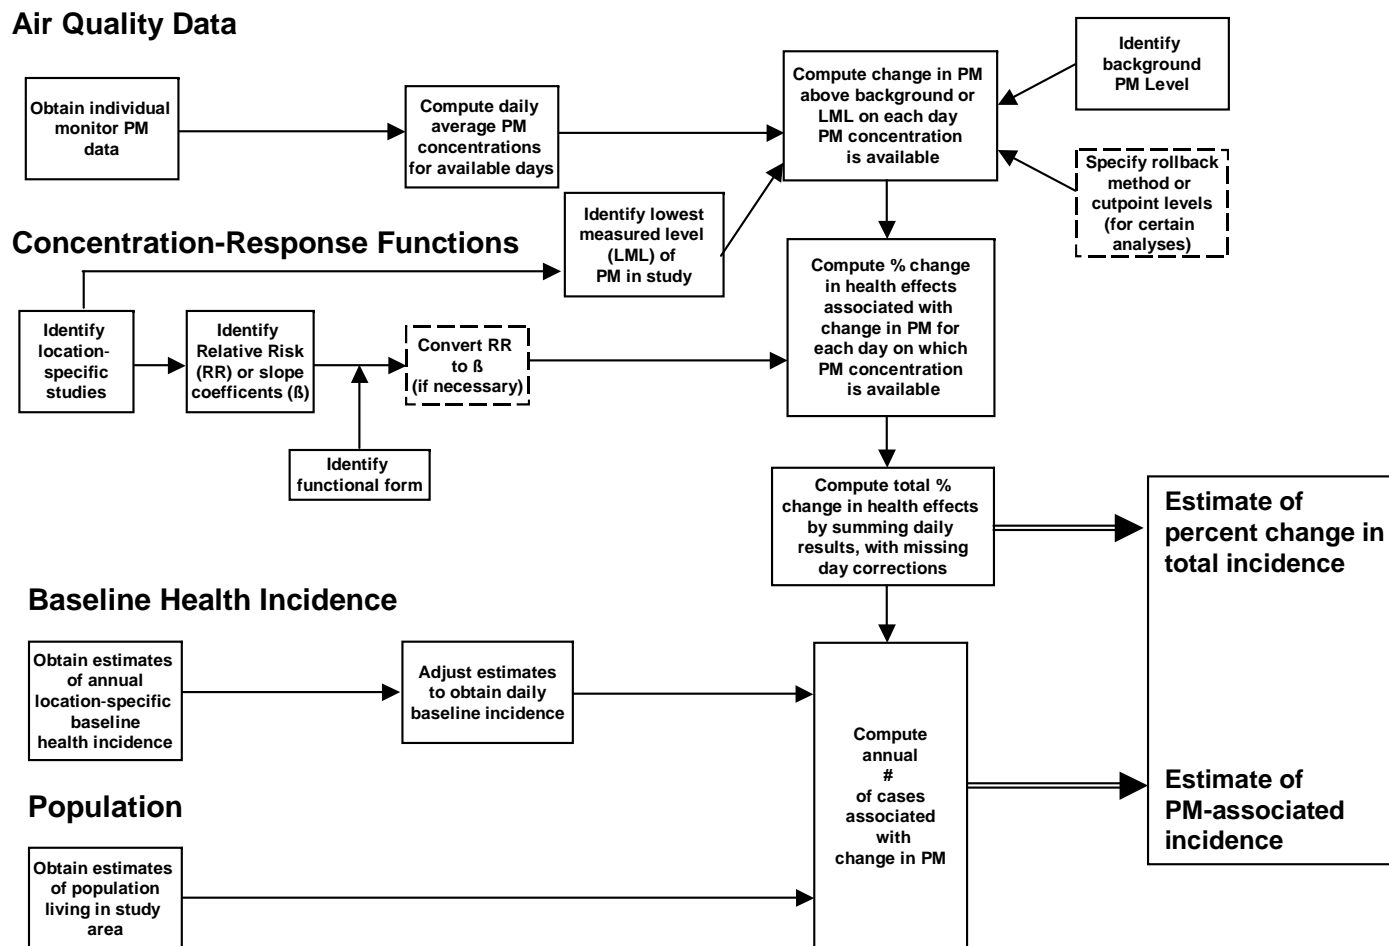 Air Quality Data
Obtain individual
monitor PM
data
Compute daily
average PM
concentrations
for available days
Compute change in PM
above background or
LML on each day
PM concentration
is available
Identify
background
PM Level
Specify rollback
method or
cutpoint levels
(for certain
analyses)
Identify lowest
measured level
(LML) of
PM in study
Concentration-Response Functions
Identify
location-
specific
studies
Identify
Relative Risk
(RR) or slope
coefficents (ß)
Convert RR
to ß
(if necessary)
Identify
functional form
Compute % change
in health effects
associated with
change in PM for
each day on which
PM concentration
is available
Compute total %
change in health effects
by summing daily
results, with missing
day corrections
Estimate of
percent change in
total incidence
Baseline Health Incidence
Obtain estimates
of annual
location-specific
baseline
health incidence
Adjust estimates
to obtain daily
baseline incidence
Compute
annual
#
of cases
associated
with
change in PM
Estimate of
PM-associated
incidence
Population
Obtain estimates
of population
living in study
area